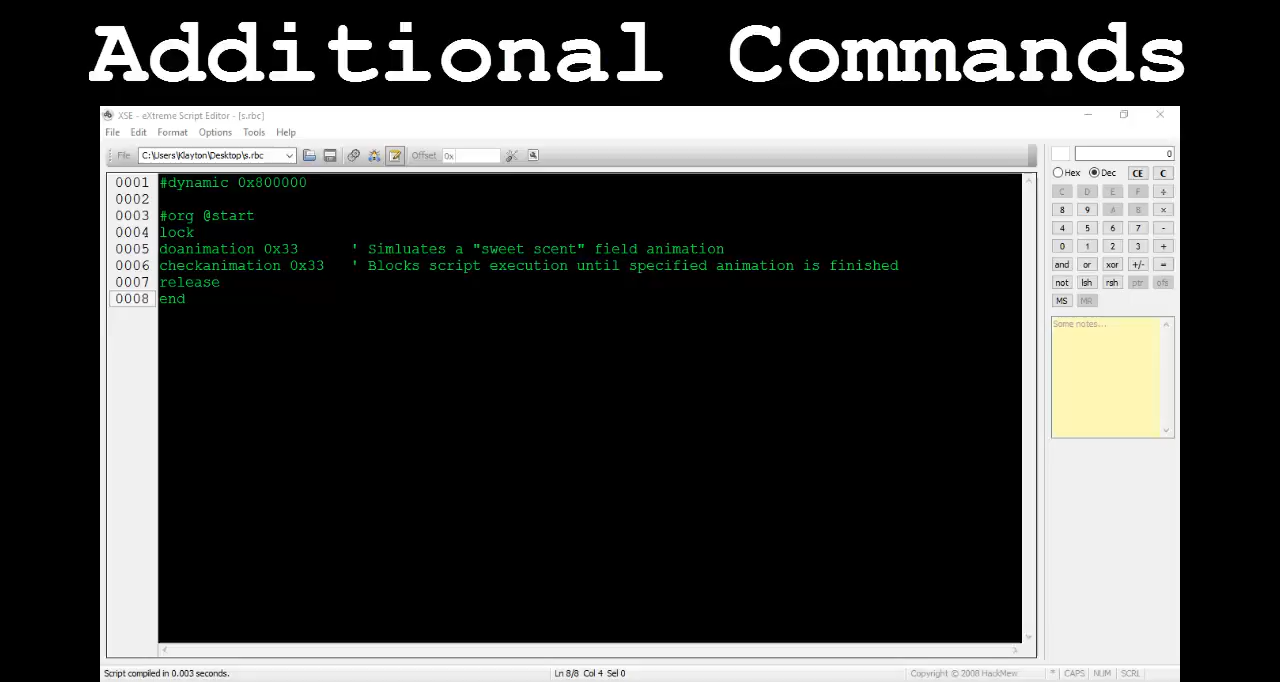 Additional Commands
XSE - eXtreme Script Editor - [s.rbc]
File Edit Format Options Tools Help
File C:\Users\Klayton\Desktop\s.rbc Offset 0x
0
Hex Dec CE C
C D E F ÷
8 9 A B ×
4 5 6 7 -
0 1 2 3 +
and or xor +/- =
not lsh rsh ptr ofs
MS MR
Some notes...
0001 #dynamic 0x800000
0002
0003 #org @start
0004 lock
0005 doanimation 0x33 ' Simluates a "sweet scent" field animation
0006 checkanimation 0x33 ' Blocks script execution until specified animation is finished
0007 release
0008 end
Script compiled in 0.003 seconds. Ln 8/8 Col 4 Sel 0 Copyright © 2008 HackMew * CAPS NUM SCRL